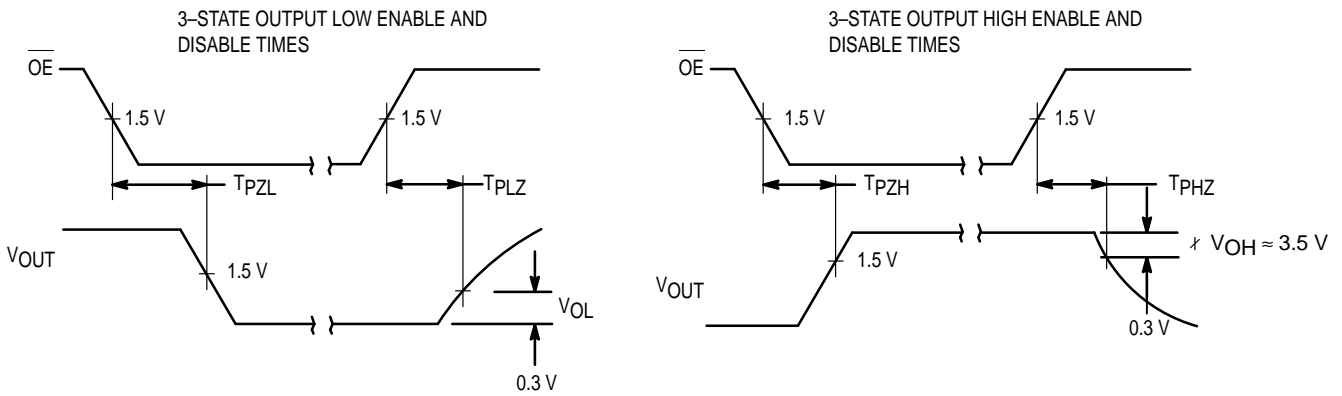 3–STATE OUTPUT LOW ENABLE AND
DISABLE TIMES
OE
1.5 V
1.5 V
TPZL
TPLZ
VOUT
1.5 V
VOL
0.3 V
3–STATE OUTPUT HIGH ENABLE AND
DISABLE TIMES
OE
1.5 V
1.5 V
TPZH
TPHZ
VOH ≈ 3.5 V
1.5 V
VOUT
0.3 V